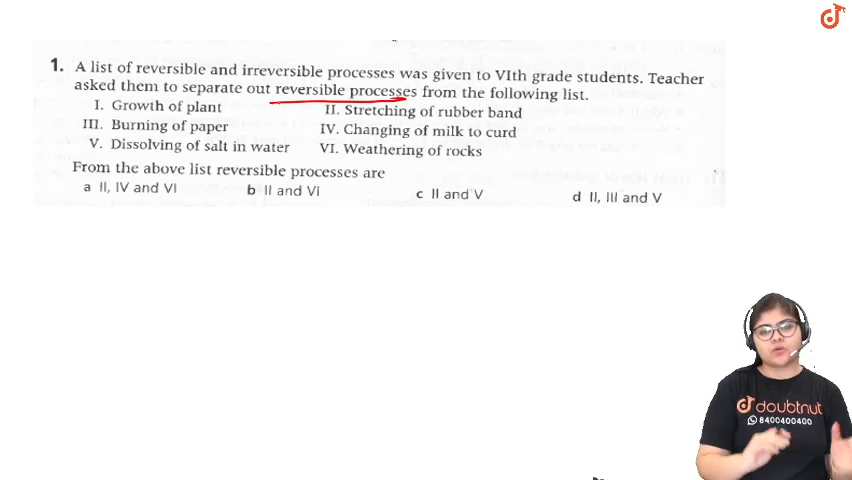 1. A list of reversible and irreversible processes was given to VIth grade students. Teacher
asked them to separate out reversible processes from the following list.
I. Growth of plant II. Stretching of rubber band
III. Burning of paper IV. Changing of milk to curd
V. Dissolving of salt in water VI. Weathering of rocks
From the above list reversible processes are
a II, IV and VI b II and Vi c II and V d II, III and V
doubtnut
8400400400